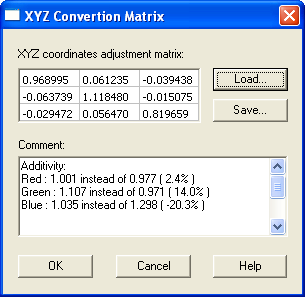 XYZ Convertion Matrix
XYZ coordinates adjustment matrix:
0.968995 0.061235 -0.039438
-0.063739 1.118480 -0.015075
-0.029472 0.056470 0.819659
Load...
Save...
Comment:
Additivity:
Red : 1.001 instead of 0.977 ( 2.4% )
Green : 1.107 instead of 0.971 ( 14.0% )
Blue : 1.035 instead of 1.298 ( -20.3% )
OK Cancel Help